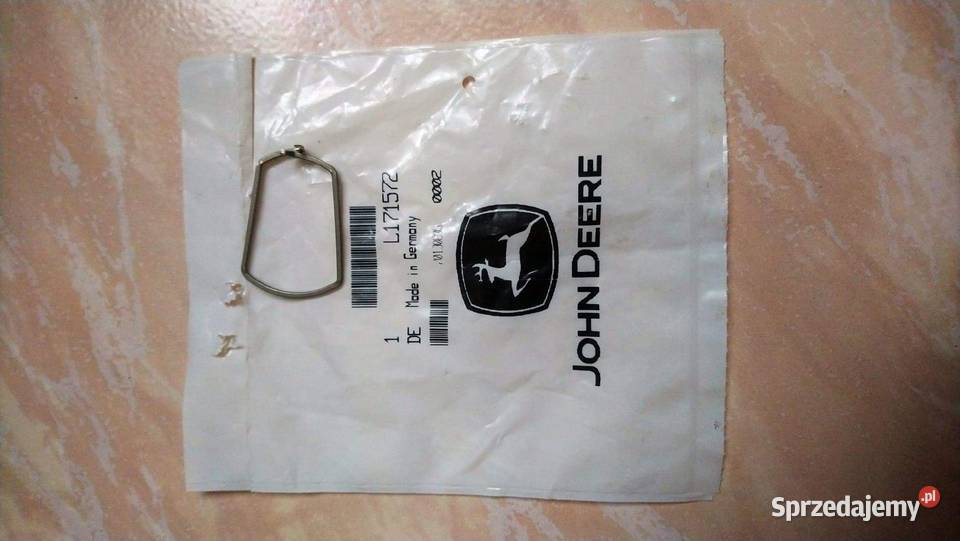 1 L171572
DE Made in Germany
0002
JOHN DEERE
Sprzedajemy.pl